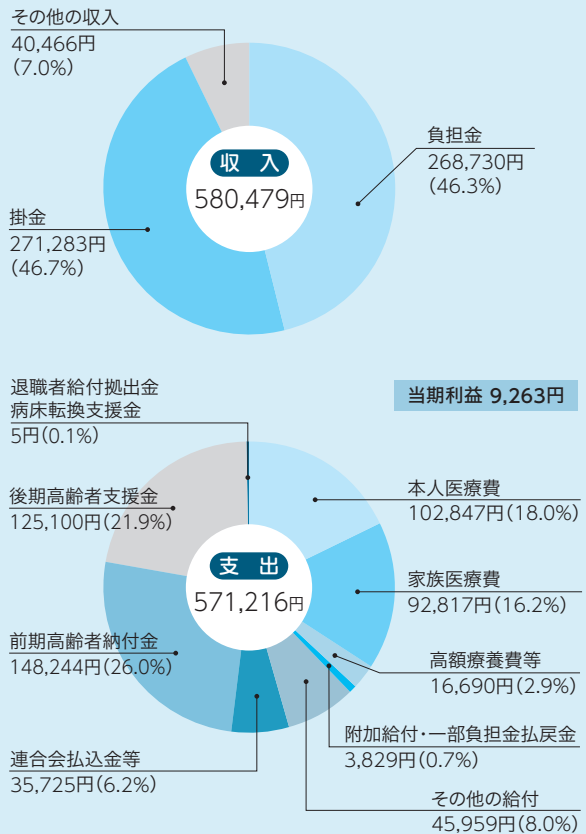 その他の収入
40,466円
(7.0%)
負担金
268,730円
(46.3%)
収 入
580,479円
掛金
271,283円
(46.7%)
当期利益 9,263円
退職者給付拠出金
病床転換支援金
5円(0.1%)
本人医療費
102,847円(18.0%)
後期高齢者支援金
125,100円(21.9%)
支 出
571,216円
家族医療費
92,817円(16.2%)
前期高齢者納付金
148,244円(26.0%)
高額療養費等
16,690円(2.9%)
附加給付・一部負担金払戻金
3,829円(0.7%)
連合会払込金等
35,725円(6.2%)
その他の給付
45,959円(8.0%)